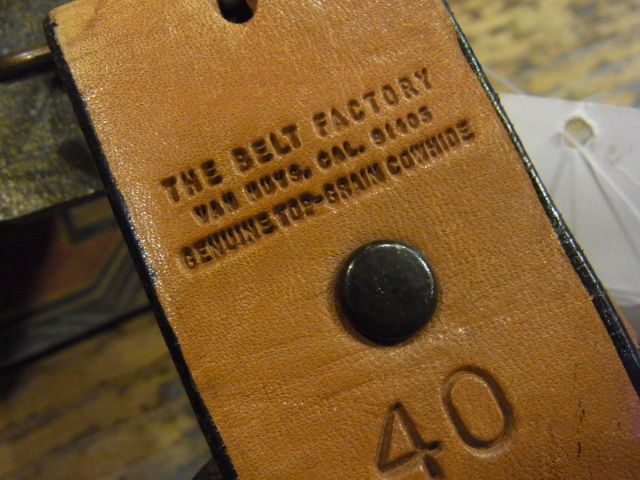 THE BELT FACTORY
VAN NUYS, CAL. 91405
GENUINE TOP-GRAIN COWHIDE
40